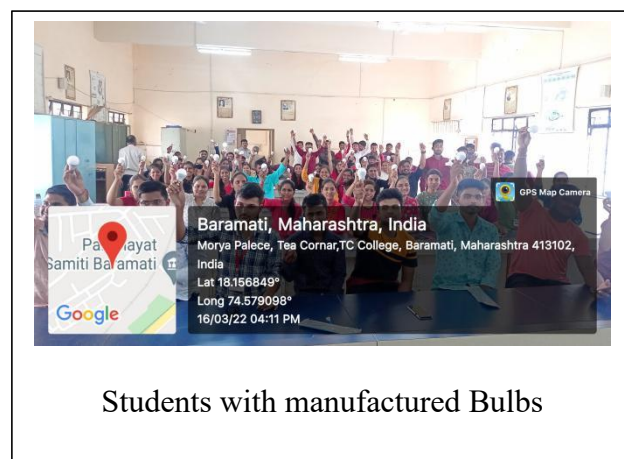 GPS Map Camera
Baramati, Maharashtra, India
Morya Palece, Tea Cornar,TC College, Baramati, Maharashtra 413102,
India
Lat 18.156849°
Long 74.579098°
16/03/22 04:11 PM
Samiti Baramati
Google
Students with manufactured Bulbs